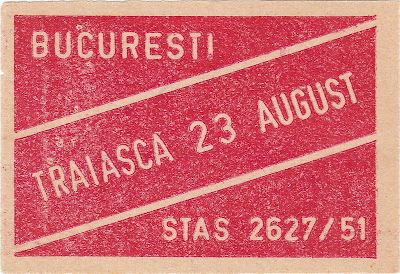 BUCURESTI
TRAIASCA 23 AUGUST
STAS 2627/51